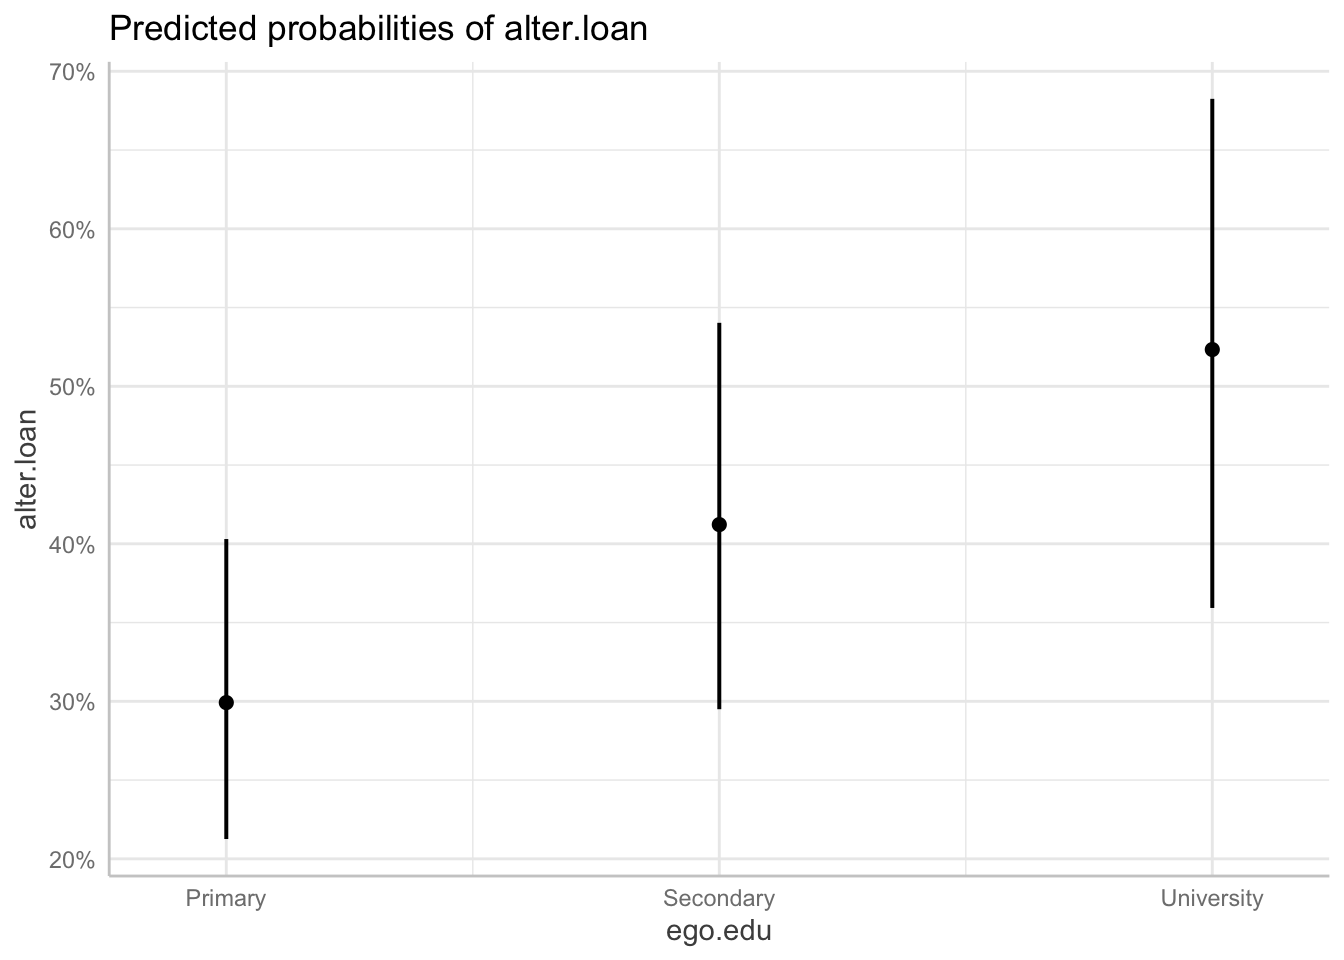 Predicted probabilities of alter.loan
70%
60%
50%
40%
30%
20%
alter.loan
Primary
Secondary
University
ego.edu